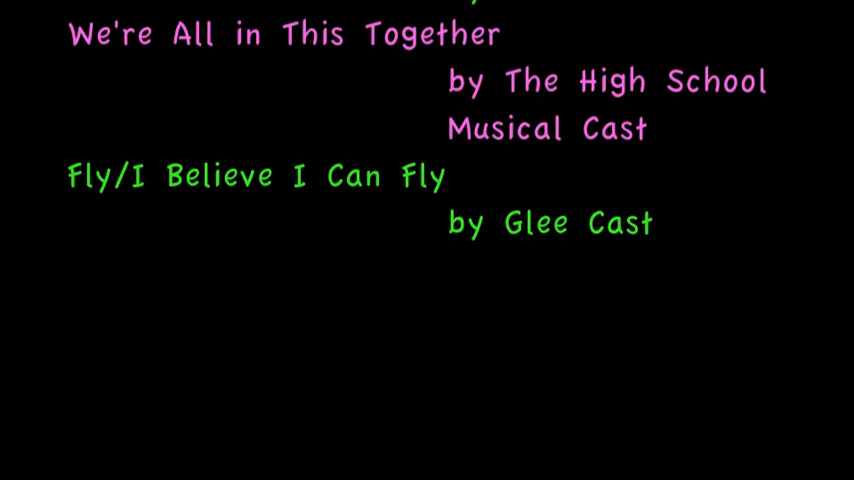 We're All in This Together
by The High School
Musical Cast
Fly/I Believe I Can Fly
by Glee Cast